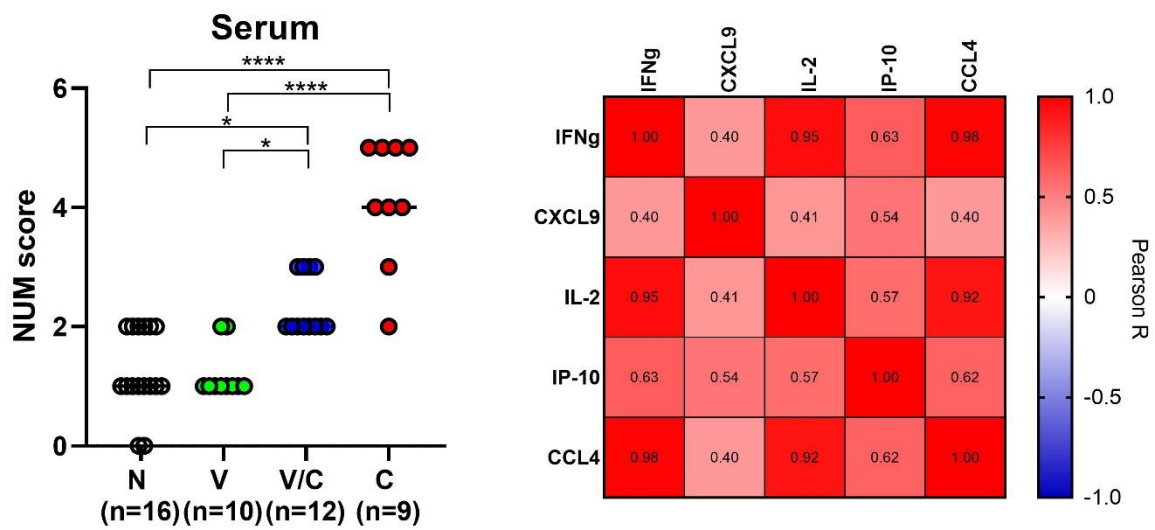 Serum
****
****
*
*
6
4
2
0
NUM score
N V V/C C
(n=16) (n=10) (n=12) (n=9)
IFNg CXCL9 IL-2 IP-10 CCL4
IFNg 1.00 0.40 0.95 0.63 0.98
CXCL9 0.40 1.00 0.41 0.54 0.40
IL-2 0.95 0.41 1.00 0.57 0.92
IP-10 0.63 0.54 0.57 1.00 0.62
CCL4 0.98 0.40 0.92 0.62 1.00
1.0
0.5
0
-0.5
-1.0
Pearson R